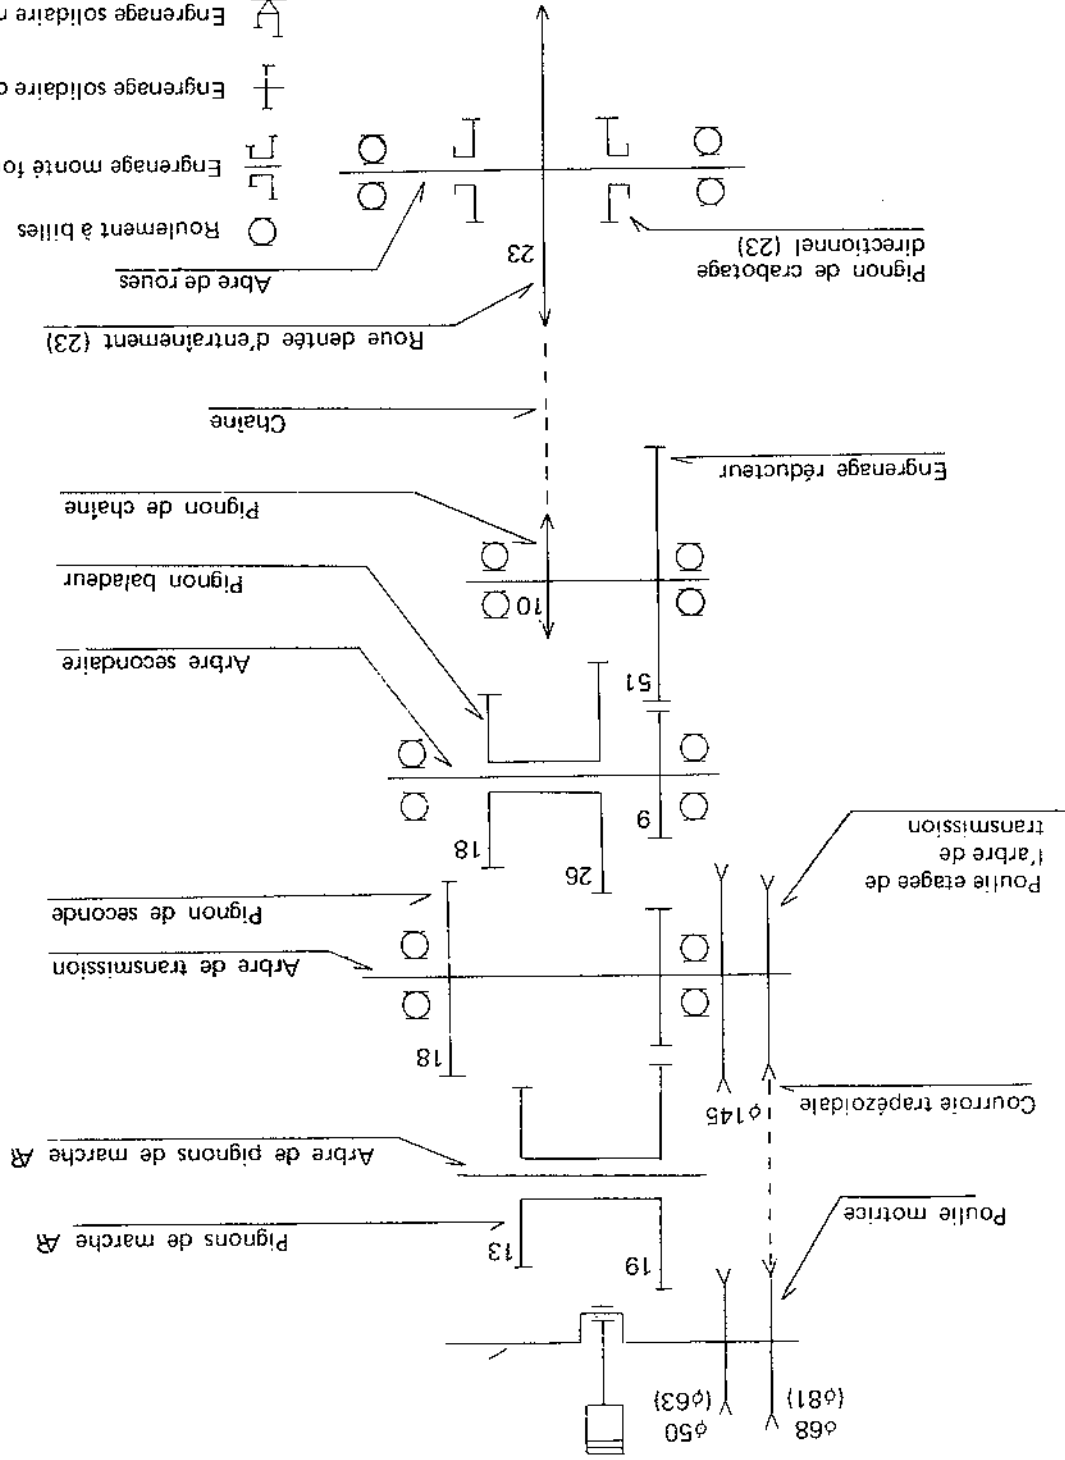 φ68
(φ81)
φ50
(φ63)
Poulie motrice
19
13
Pignons de marche AR
Arbre de pignons de marche AR
Courroie trapézoïdale
φ145
18
Arbre de transmission
Pignon de seconde
Poulie etagee de
l'arbre de
transmission
26
18
9
Arbre secondaire
51
Pignon baladeur
10
Pignon de chaîne
Engrenage réducteur
Chaîne
Roue dentée d'entraînement (23)
Pignon de crabotage
directionnel (23)
23
Abre de roues
Roulement à billes
Engrenage monté fo
Engrenage solidaire
Engrenage solidaire